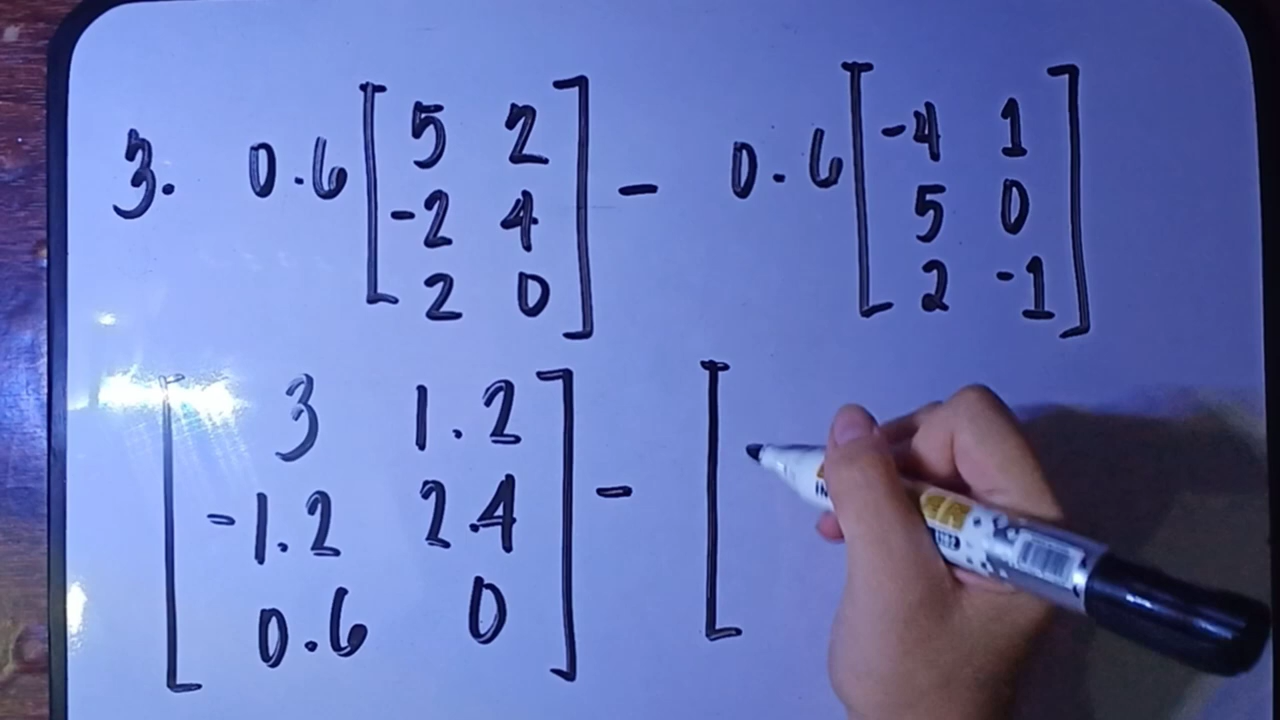 3. 0.6 [ 5 2 ] - 0.6 [ -4 1 ]
-2 4 5 0
2 0 2 -1
[ 3 1.2 ] - [
-1.2 2.4
0.6 0